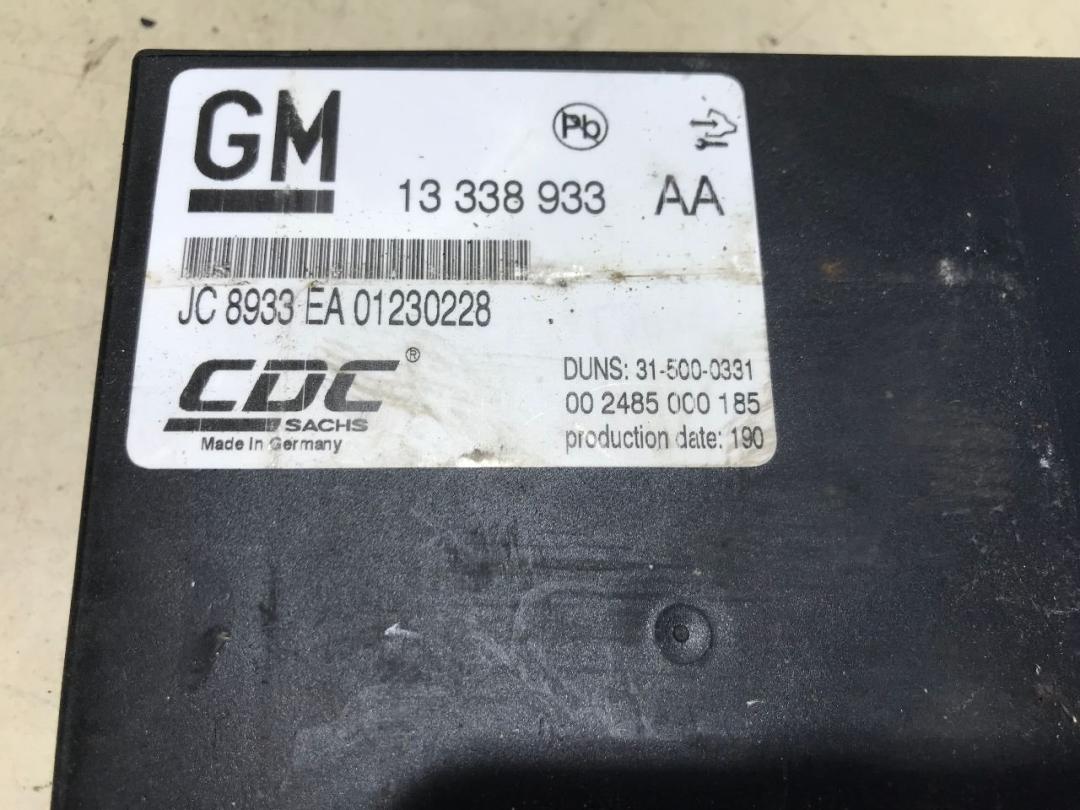 GM
Pb
13 338 933 AA
JC 8933 EA 01230228
CDC®
SACHS
Made In Germany
DUNS: 31-500-0331
00 2485 000 185
production date: 190